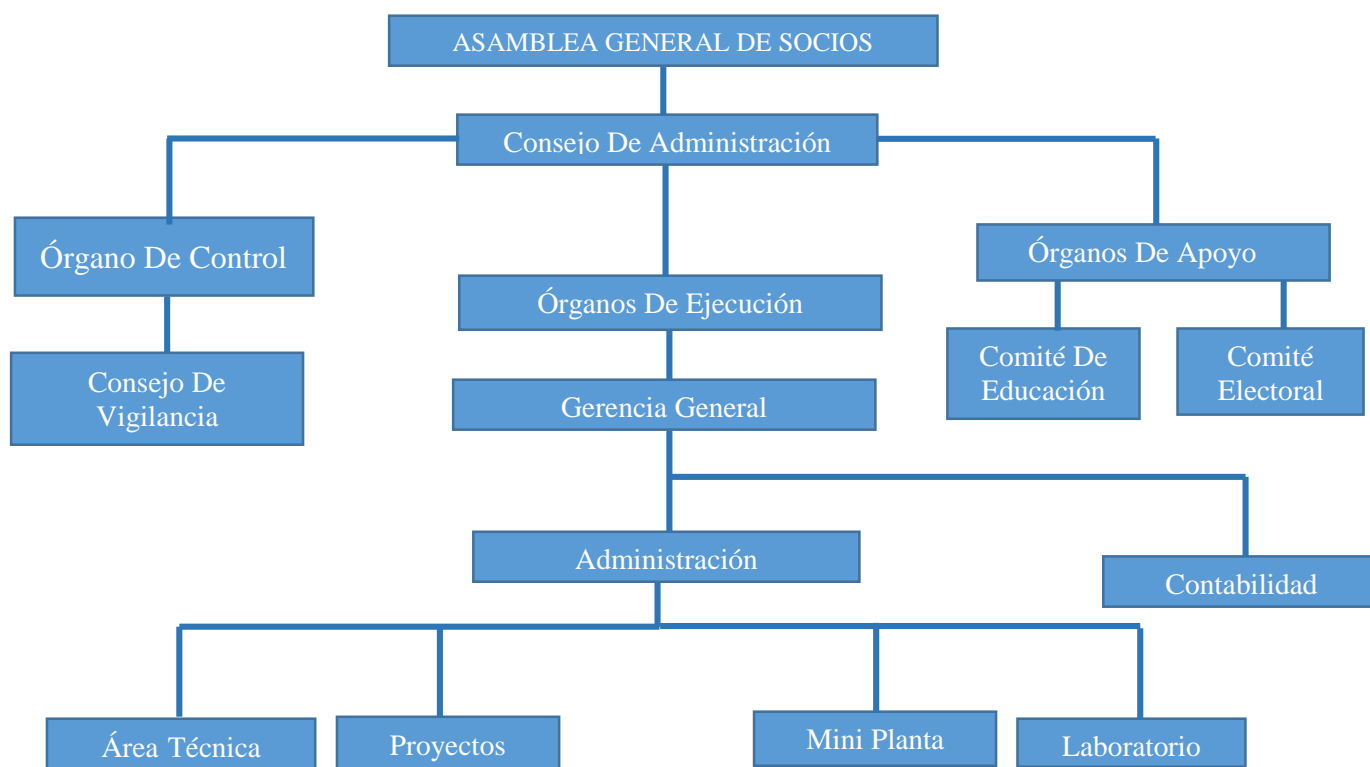 ASAMBLEA GENERAL DE SOCIOS
Consejo De Administración
Órgano De Control
Órganos De Apoyo
Órganos De Ejecución
Comité De
Educación
Comité
Electoral
Consejo De
Vigilancia
Gerencia General
Administración
Contabilidad
Área Técnica
Proyectos
Mini Planta
Laboratorio